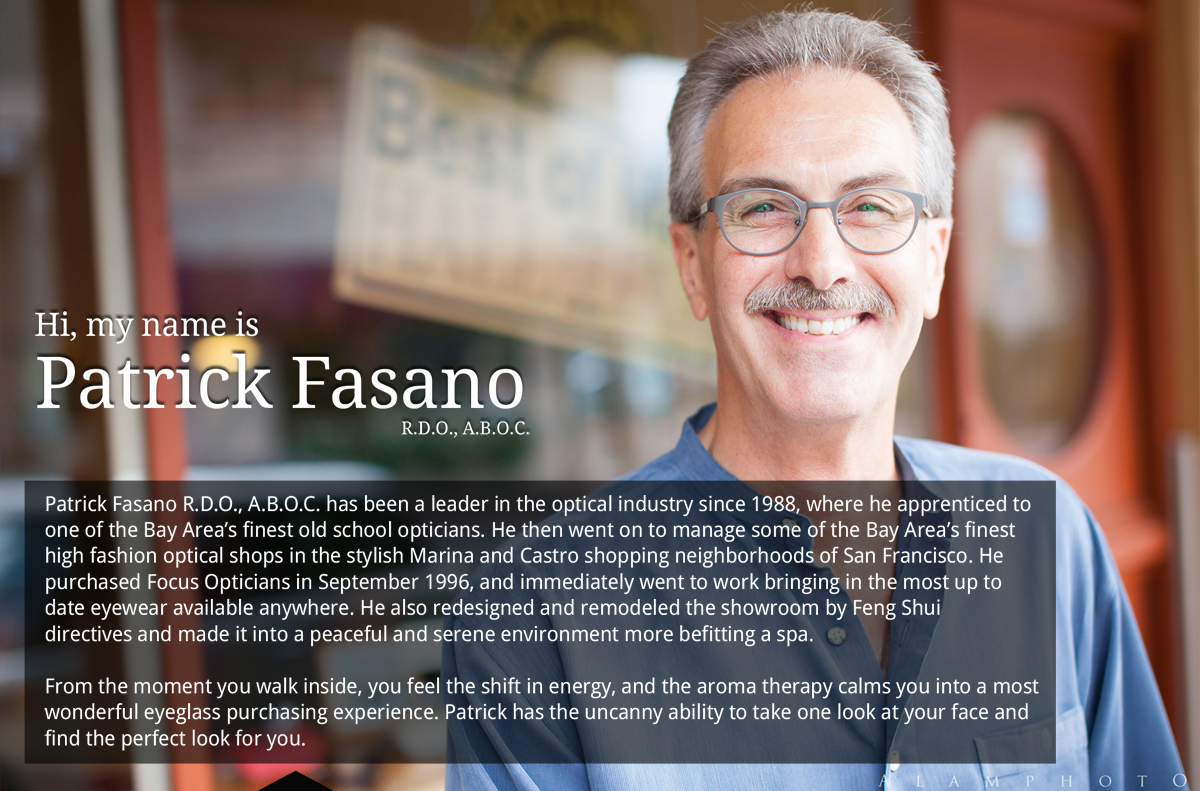 Best of
Hi, my name is
Patrick Fasano
R.D.O., A.B.O.C.
Patrick Fasano R.D.O., A.B.O.C. has been a leader in the optical industry since 1988, where he apprenticed to
one of the Bay Area’s finest old school opticians. He then went on to manage some of the Bay Area’s finest
high fashion optical shops in the stylish Marina and Castro shopping neighborhoods of San Francisco. He
purchased Focus Opticians in September 1996, and immediately went to work bringing in the most up to
date eyewear available anywhere. He also redesigned and remodeled the showroom by Feng Shui
directives and made it into a peaceful and serene environment more befitting a spa.
From the moment you walk inside, you feel the shift in energy, and the aroma therapy calms you into a most
wonderful eyeglass purchasing experience. Patrick has the uncanny ability to take one look at your face and
find the perfect look for you.
ALAMPHOTO